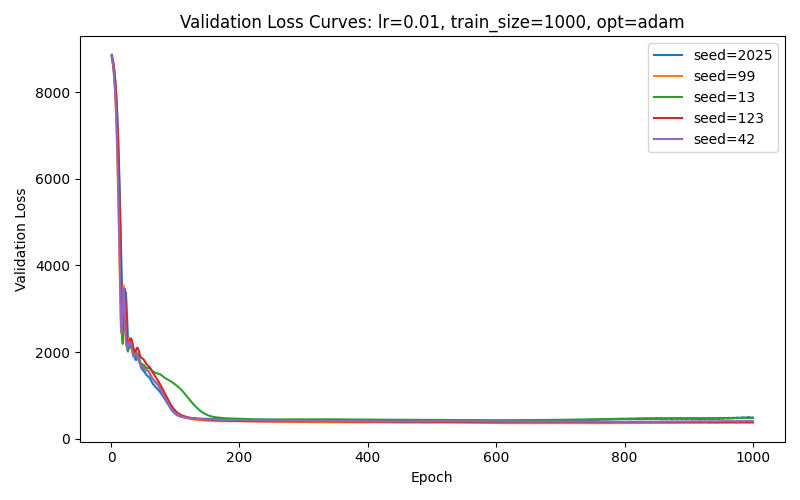 Validation Loss Curves: lr=0.01, train_size=1000, opt=adam
seed=2025
seed=99
seed=13
seed=123
seed=42
Validation Loss
8000
6000
4000
2000
0
0 200 400 600 800 1000
Epoch